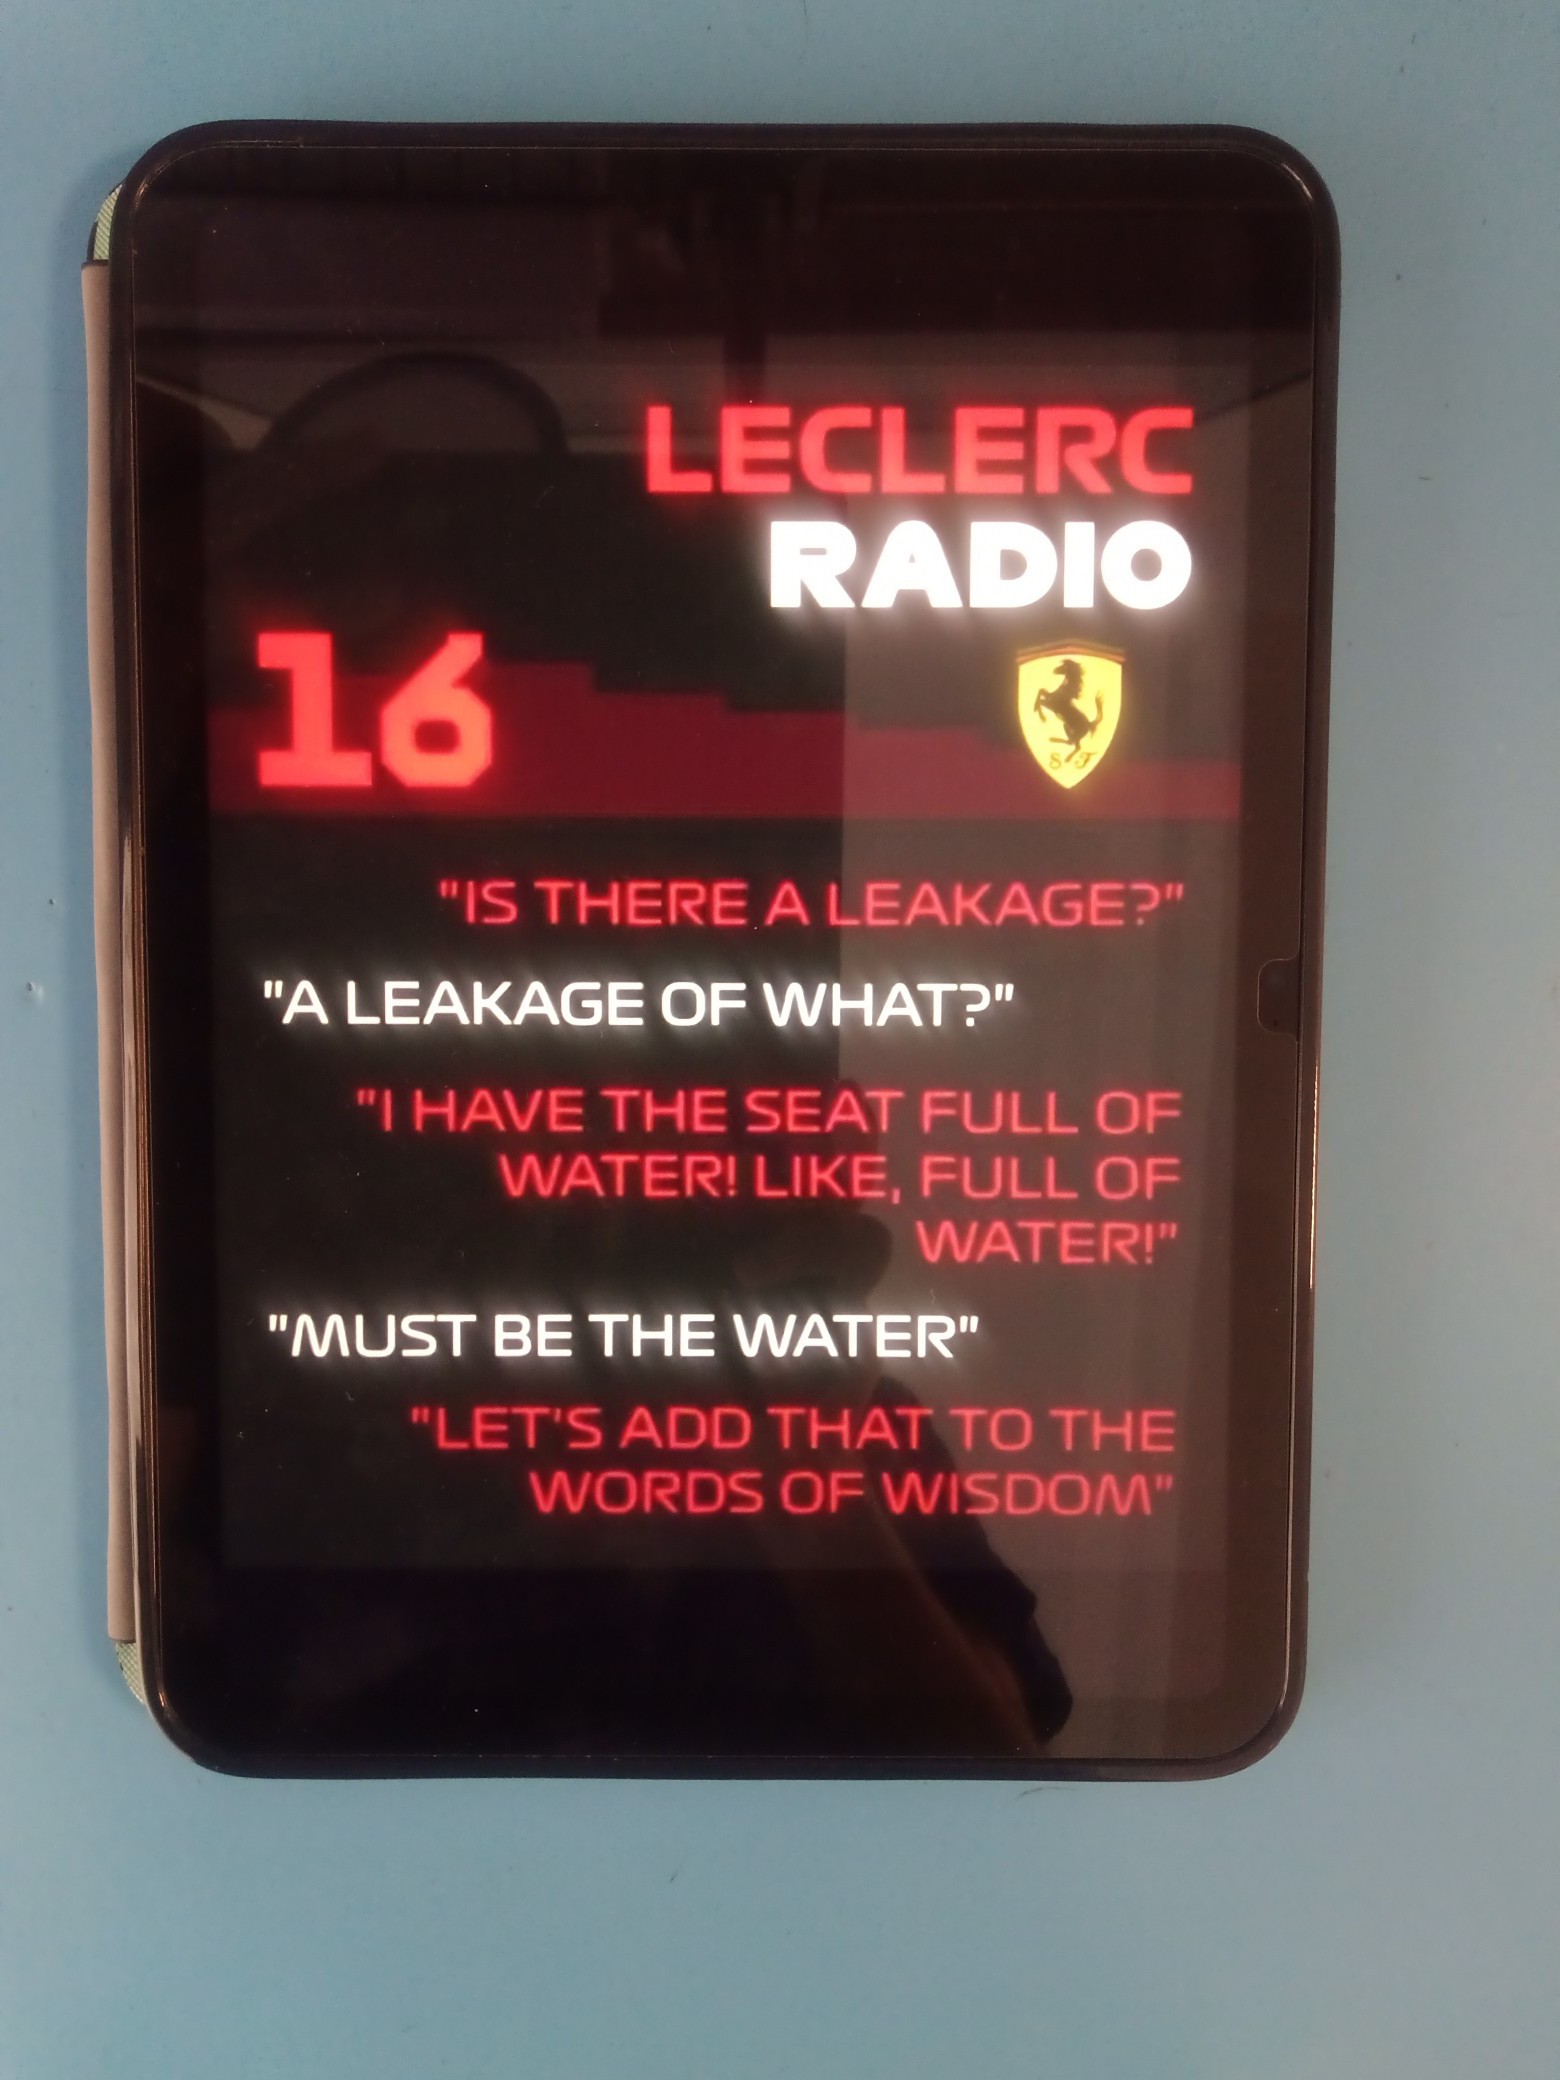 LECLERC
RADIO
16
S F
"IS THERE A LEAKAGE?"
"A LEAKAGE OF WHAT?"
"I HAVE THE SEAT FULL OF
WATER! LIKE, FULL OF
WATER!"
"MUST BE THE WATER"
"LET'S ADD THAT TO THE
WORDS OF WISDOM"